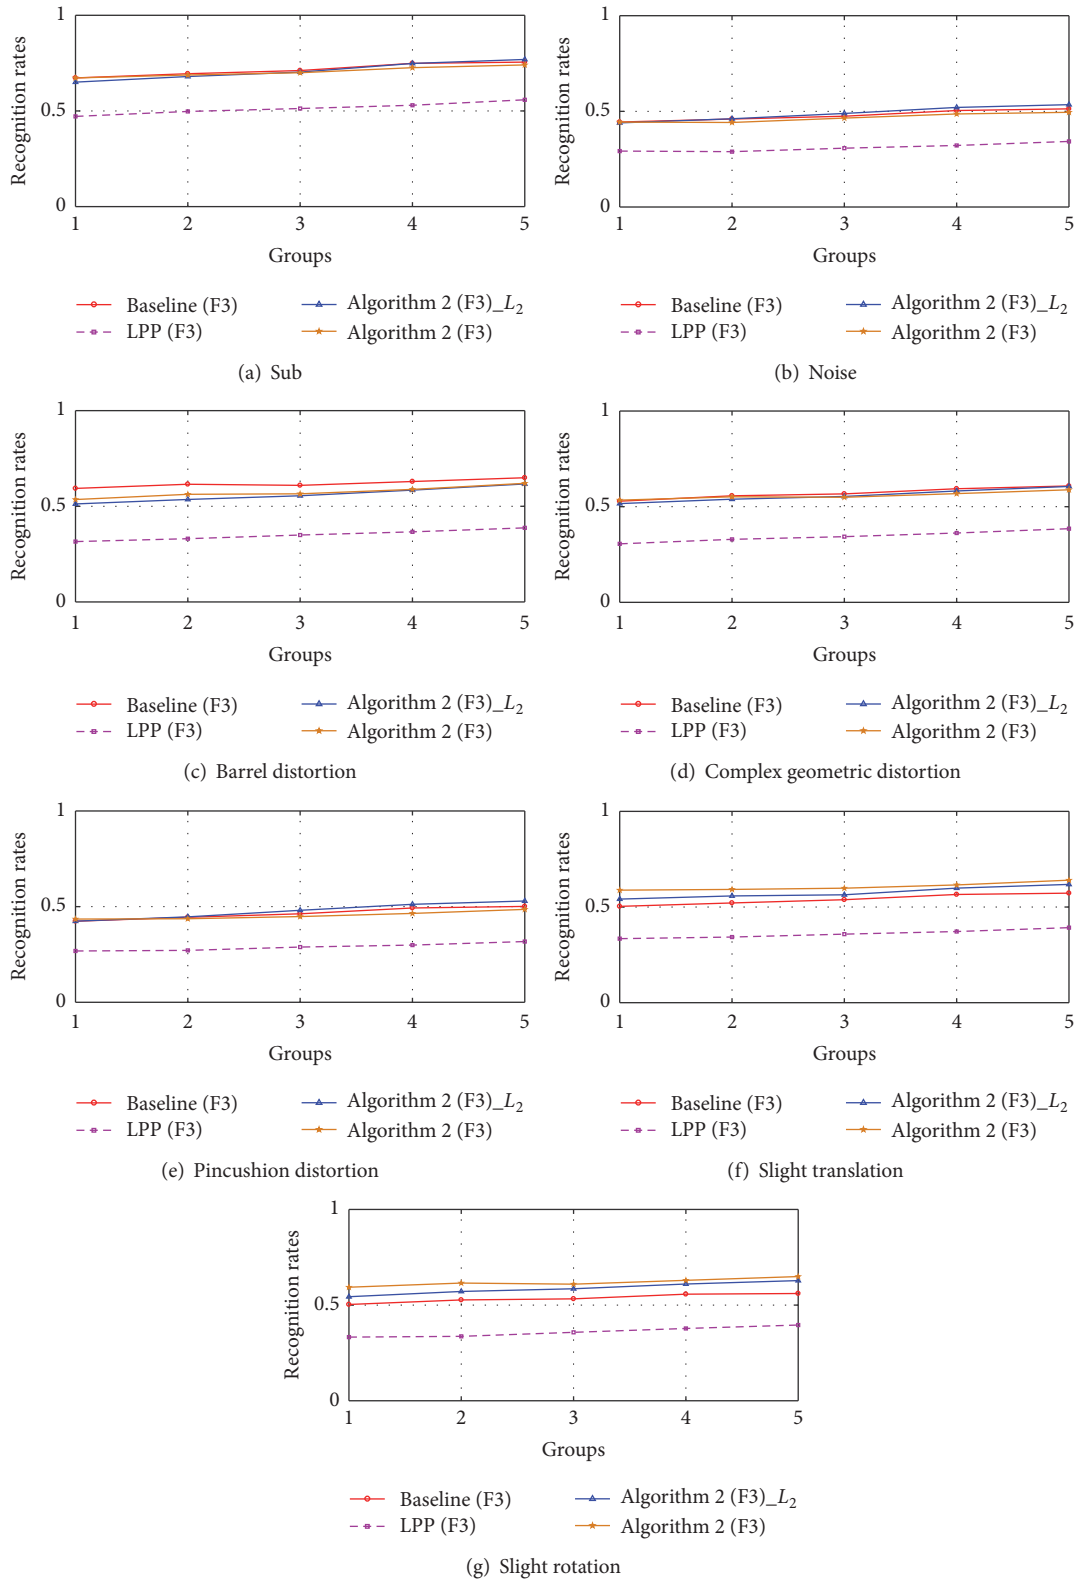 1
0.5
0
Recognition rates
1 2 3 4 5
Groups
Baseline (F3)
LPP (F3)
Algorithm 2 (F3)_L₂
Algorithm 2 (F3)
(a) Sub
1
0.5
0
Recognition rates
1 2 3 4 5
Groups
Baseline (F3)
LPP (F3)
Algorithm 2 (F3)_L₂
Algorithm 2 (F3)
(b) Noise
1
0.5
0
Recognition rates
1 2 3 4 5
Groups
Baseline (F3)
LPP (F3)
Algorithm 2 (F3)_L₂
Algorithm 2 (F3)
(c) Barrel distortion
1
0.5
0
Recognition rates
1 2 3 4 5
Groups
Baseline (F3)
LPP (F3)
Algorithm 2 (F3)_L₂
Algorithm 2 (F3)
(d) Complex geometric distortion
1
0.5
0
Recognition rates
1 2 3 4 5
Groups
Baseline (F3)
LPP (F3)
Algorithm 2 (F3)_L₂
Algorithm 2 (F3)
(e) Pincushion distortion
1
0.5
0
Recognition rates
1 2 3 4 5
Groups
Baseline (F3)
LPP (F3)
Algorithm 2 (F3)_L₂
Algorithm 2 (F3)
(f) Slight translation
1
0.5
0
Recognition rates
1 2 3 4 5
Groups
Baseline (F3)
LPP (F3)
Algorithm 2 (F3)_L₂
Algorithm 2 (F3)
(g) Slight rotation